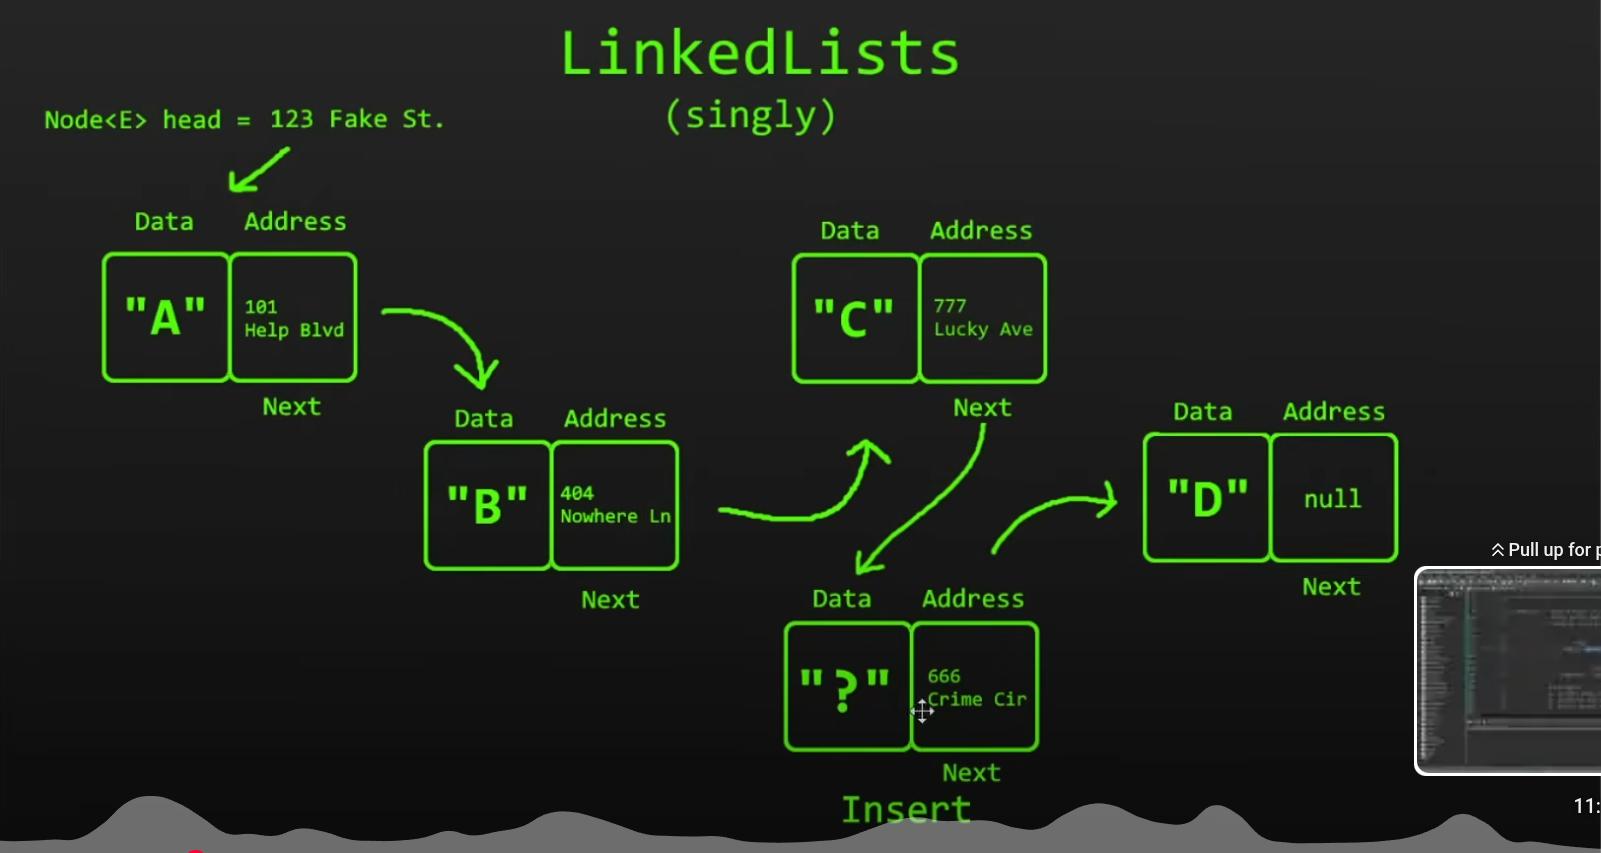 LinkedLists
(singly)
Node<E> head = 123 Fake St.
Data Address
"A"
101
Help Blvd
Next
Data Address
"B"
404
Nowhere Ln
Next
Data Address
"C"
777
Lucky Ave
Next
Data Address
"?"
666
Crime Cir
Next
Insert
Data Address
"D"
null
Next
Pull up for p
11: